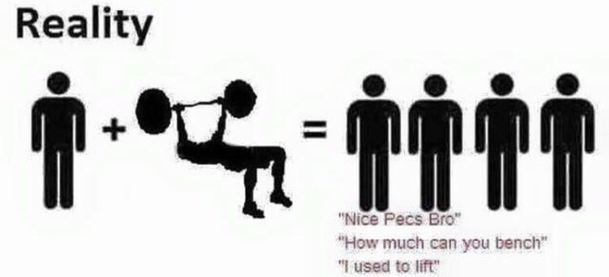 Reality
+
=
"Nice Pecs Bro"
"How much can you bench"
"I used to lift"